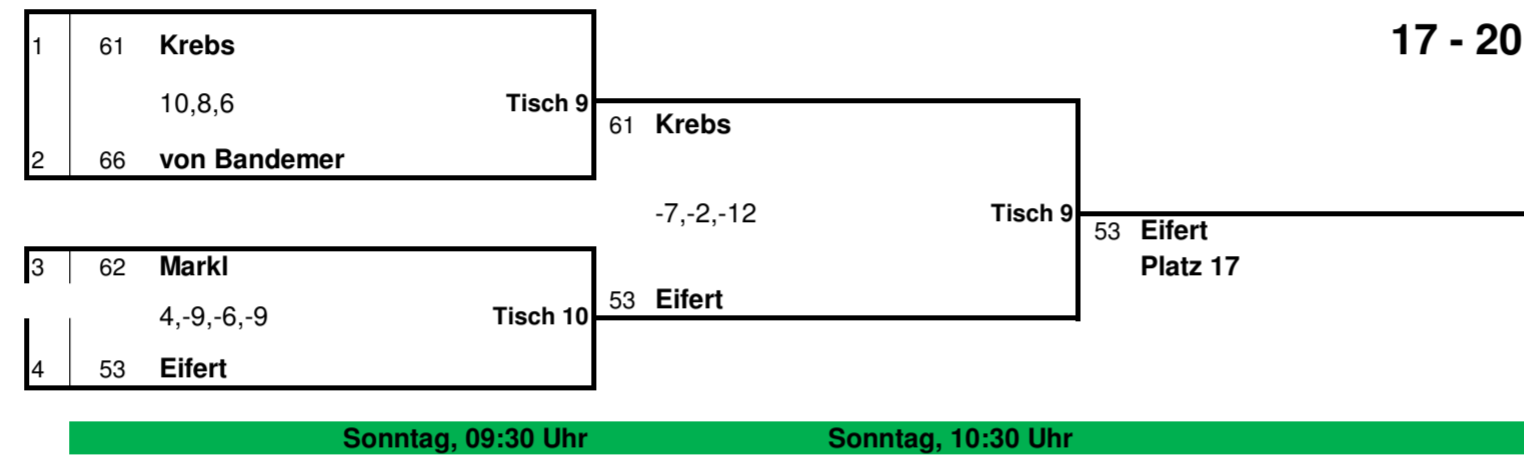 17 - 20
1 61 Krebs
10,8,6 Tisch 9
61 Krebs
2 66 von Bandemer
-7,-2,-12 Tisch 9
53 Eifert
Platz 17
3 62 Markl
53 Eifert
4,-9,-6,-9 Tisch 10
4 53 Eifert
Sonntag, 09:30 Uhr Sonntag, 10:30 Uhr